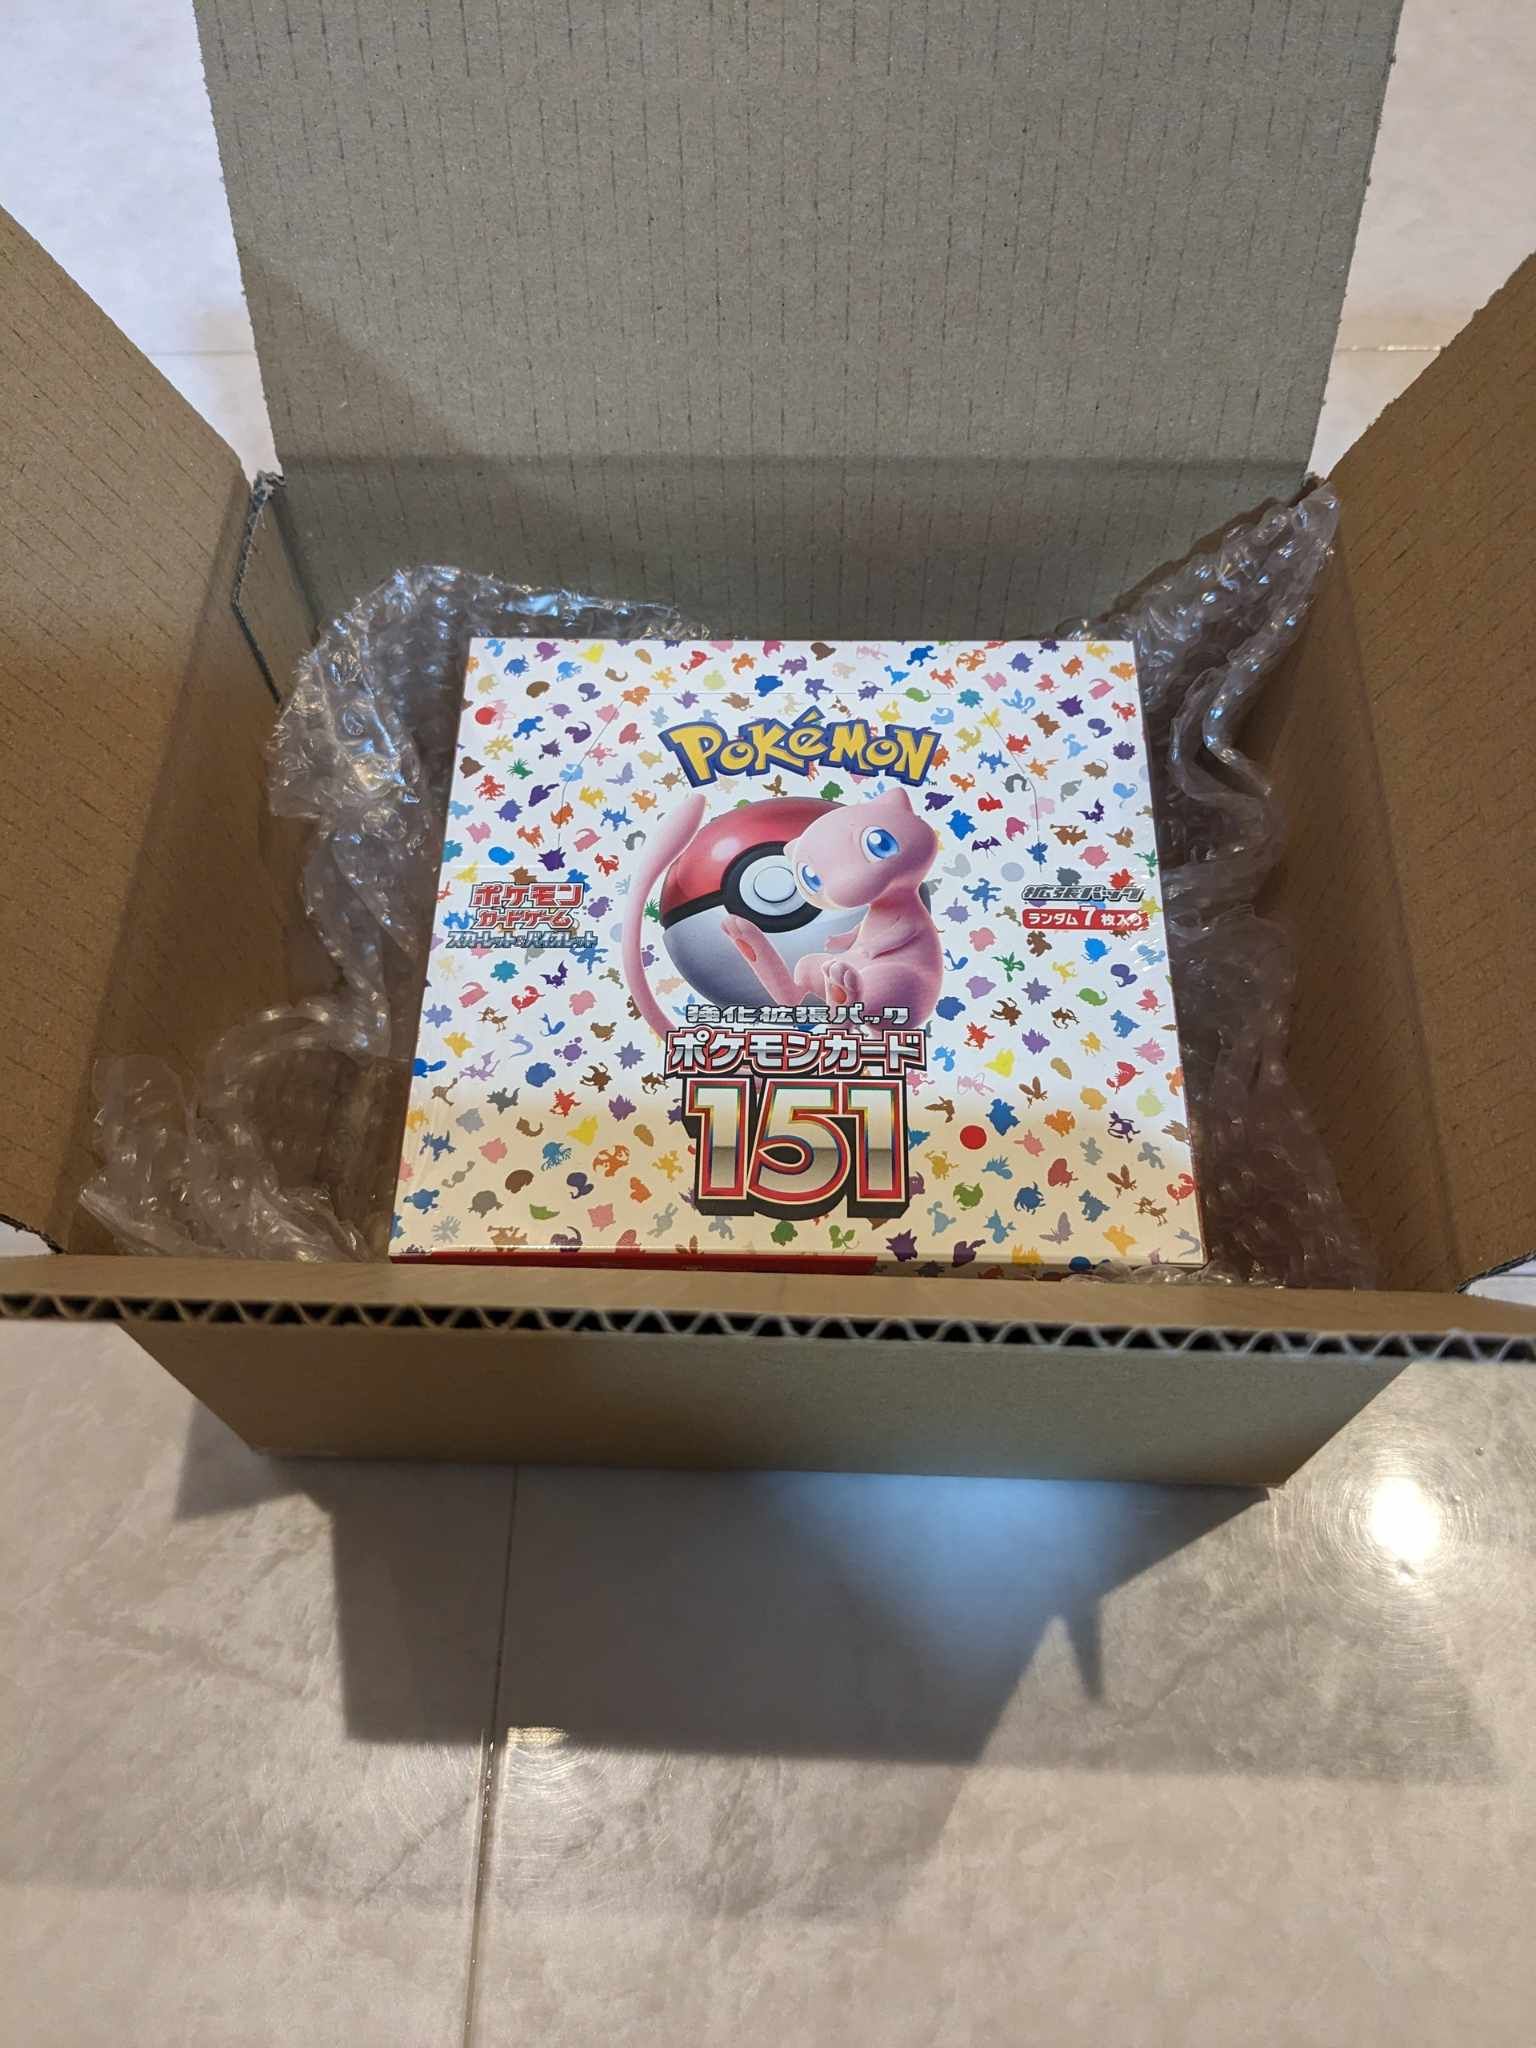 Pokémon
TM
ポケモン
カードゲーム
スカーレット&バイオレット
拡張パック
ランダム7枚入り
強化拡張パック
ポケモンカード
151